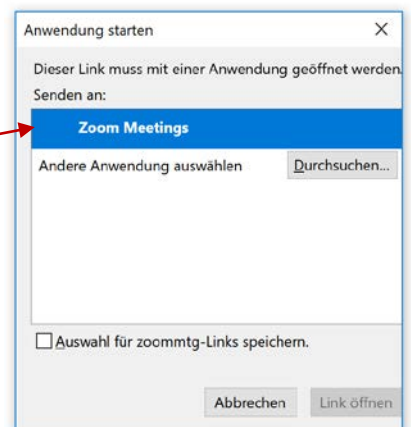 Anwendung starten
Dieser Link muss mit einer Anwendung geöffnet werden.
Senden an:
Zoom Meetings
Andere Anwendung auswählen Durchsuchen...
Auswahl für zoommtg-Links speichern.
Abbrechen Link öffnen